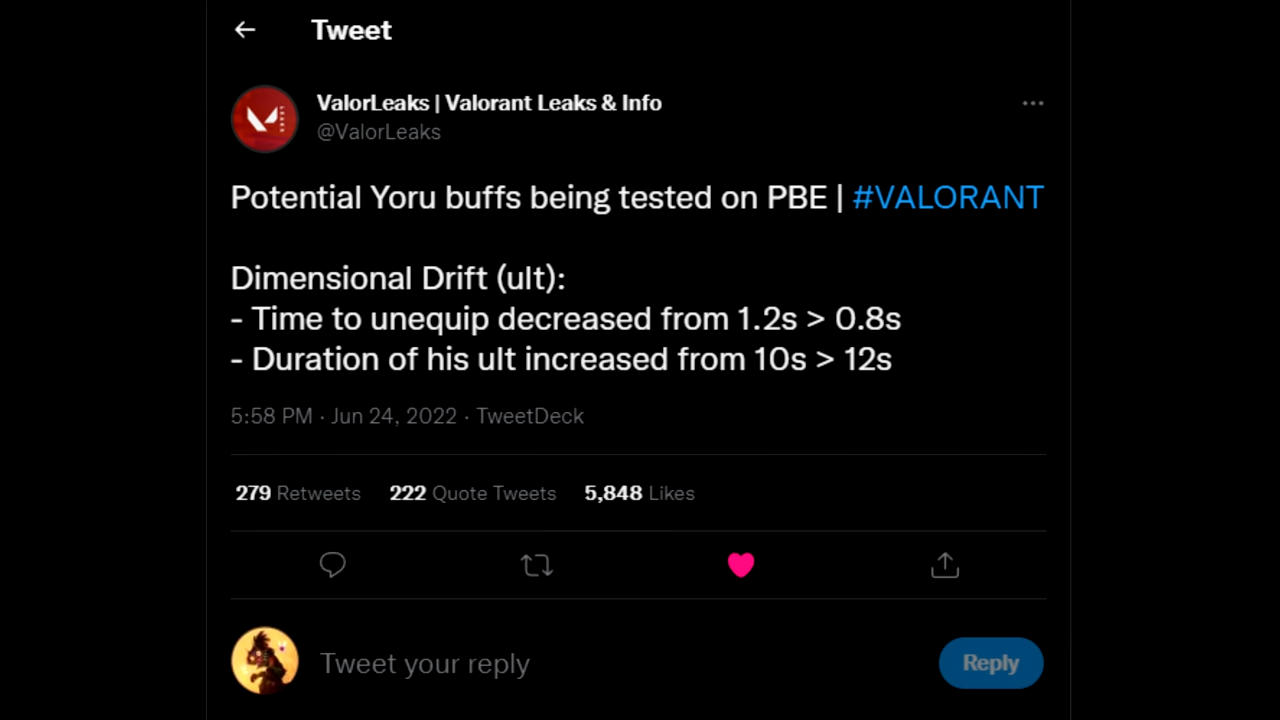 Tweet
ValorLeaks | Valorant Leaks & Info
@ValorLeaks
Potential Yoru buffs being tested on PBE | #VALORANT
Dimensional Drift (ult):
- Time to unequip decreased from 1.2s > 0.8s
- Duration of his ult increased from 10s > 12s
5:58 PM · Jun 24, 2022 · TweetDeck
279 Retweets 222 Quote Tweets 5,848 Likes
Tweet your reply
Reply